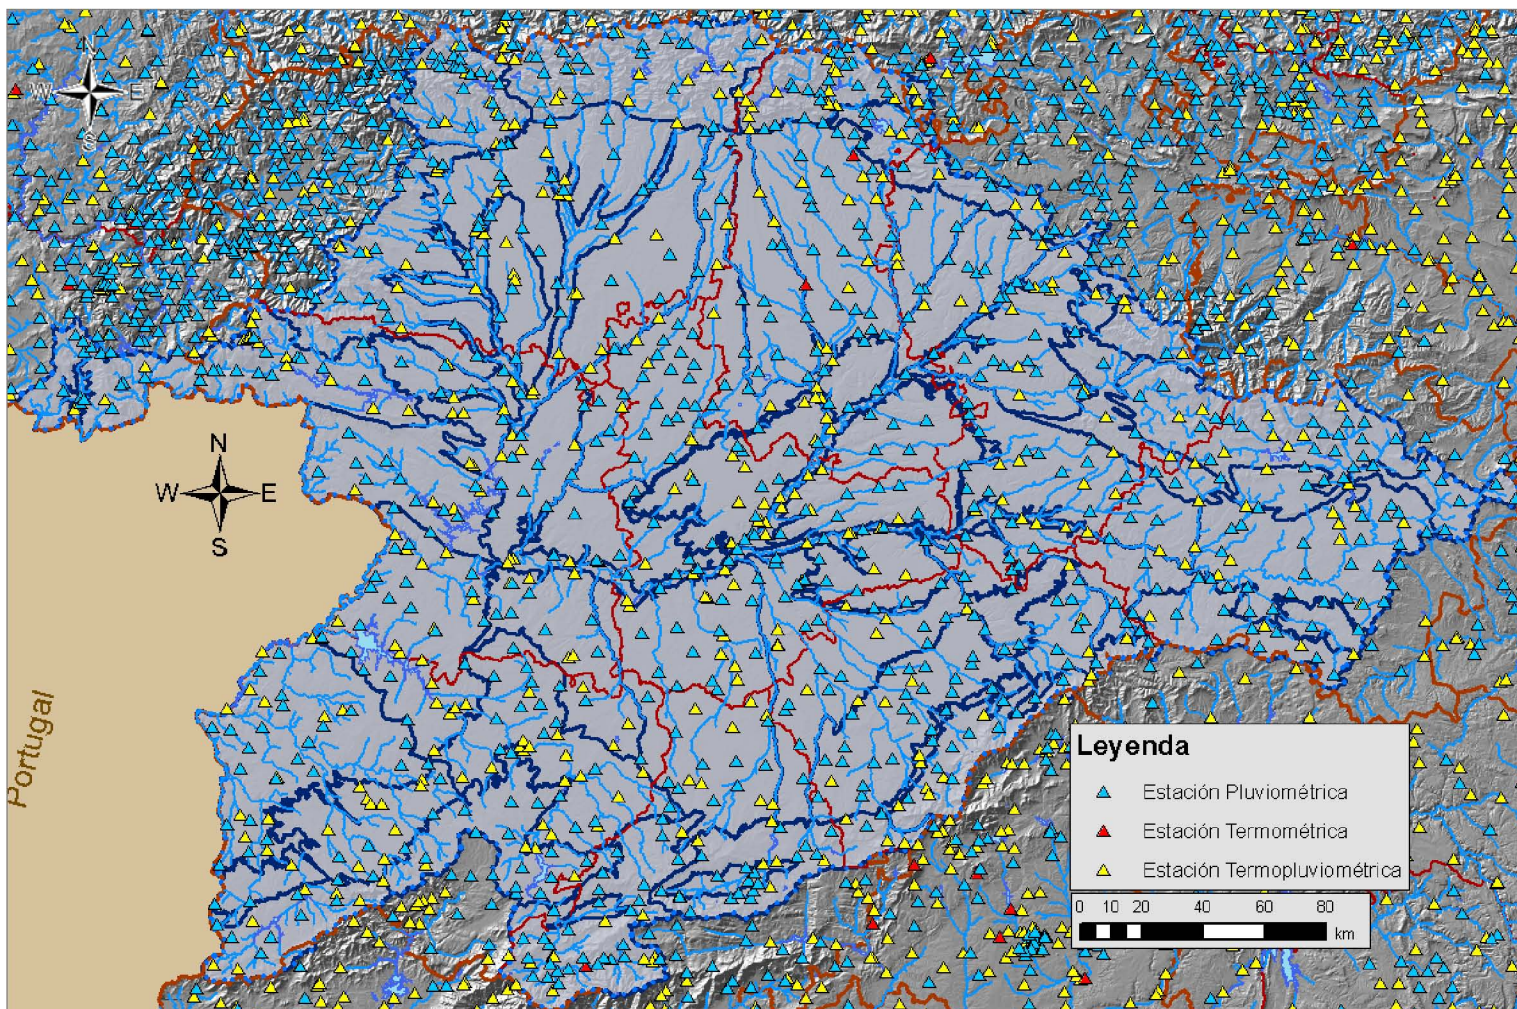 N
W E
S
N
W E
S
Portugal
Leyenda
Estación Pluviométrica
Estación Termométrica
Estación Termopluviométrica
0 10 20 40 60 80
km